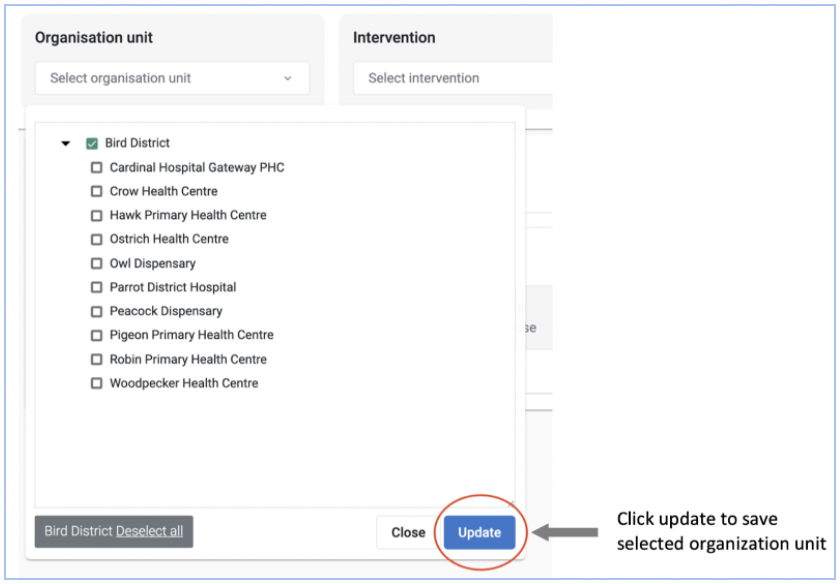 Organisation unit
Intervention
Select organisation unit
Select intervention
Bird District
Cardinal Hospital Gateway PHC
Crow Health Centre
Hawk Primary Health Centre
Ostrich Health Centre
Owl Dispensary
Parrot District Hospital
Peacock Dispensary
Pigeon Primary Health Centre
Robin Primary Health Centre
Woodpecker Health Centre
Bird District Deselect all
Close
Update
Click update to save
selected organization unit